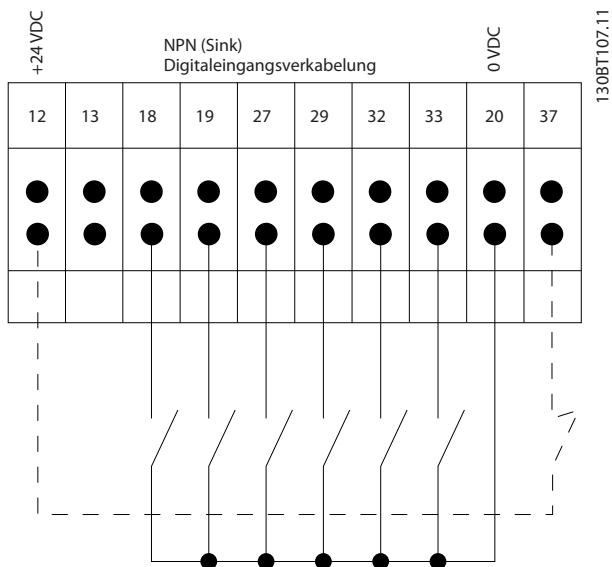 +24 VDC
NPN (Sink)
Digitaleingangsverkabelung
0 VDC
130BT107.11
12 13 18 19 27 29 32 33 20 37